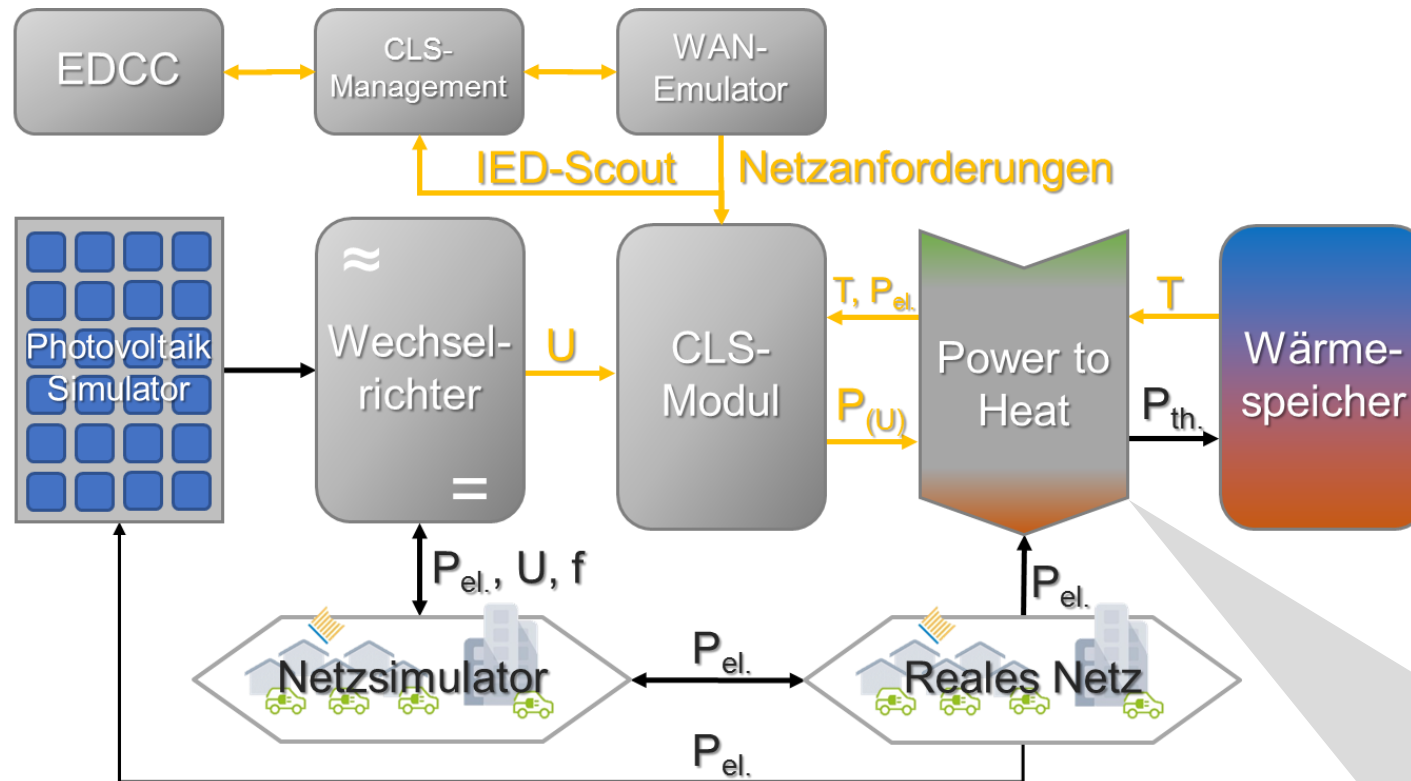 EDCC
CLS-
Management
WAN-
Emulator
IED-Scout
Netzanforderungen
Photovoltaik
Simulator
≈
Wechsel-
richter
=
U
CLS-
Modul
T, Pel.
P(U)
Power to
Heat
T
Pth.
Wärme-
speicher
Pel., U, f
Pel.
Netzsimulator
Pel.
Reales Netz
Pel.